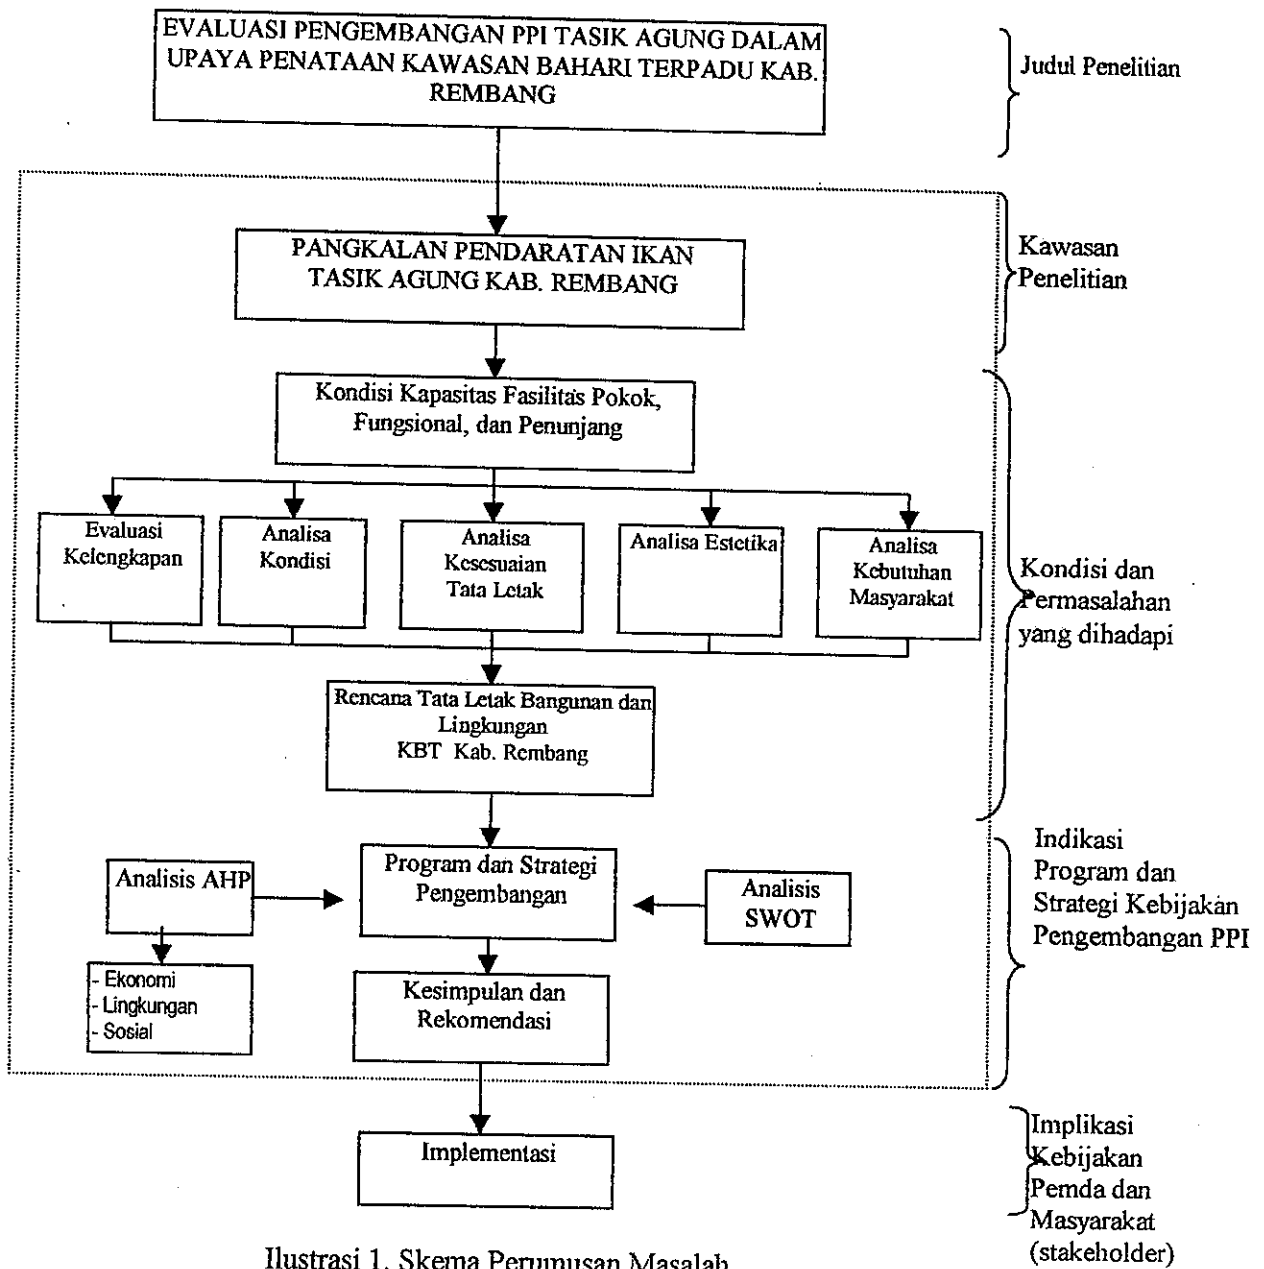 EVALUASI PENGEMBANGAN PPI TASIK AGUNG DALAM
UPAYA PENATAAN KAWASAN BAHARI TERPADU KAB.
REMBANG
Judul Penelitian
PANGKALAN PENDARATAN IKAN
TASIK AGUNG KAB. REMBANG
Kawasan
Penelitian
Kondisi Kapasitas Fasilitas Pokok,
Fungsional, dan Penunjang
Evaluasi
Kelengkapan
Analisa
Kondisi
Analisa
Kesesuaian
Tata Letak
Analisa Estetika
Analisa
Kebutuhan
Masyarakat
Kondisi dan
Permasalahan
yang dihadapi
Rencana Tata Letak Bangunan dan
Lingkungan
KBT Kab. Rembang
Analisis AHP
Program dan Strategi
Pengembangan
Analisis
SWOT
Indikasi
Program dan
Strategi Kebijakan
Pengembangan PPI
- Ekonomi
- Lingkungan
- Sosial
Kesimpulan dan
Rekomendasi
Implementasi
Implikasi
Kebijakan
Pemda dan
Masyarakat
(stakeholder)
Ilustrasi 1. Skema Perumusan Masalah